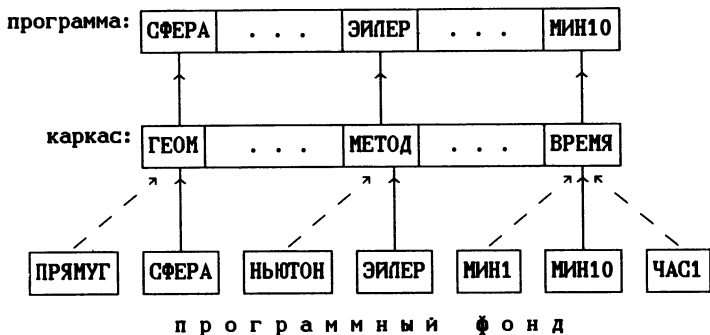 программа: СФЕРА . . . ЭЙЛЕР . . . МИН10
каркас: ГЕОМ . . . МЕТОД . . . ВРЕМЯ
ПРЯМУГ СФЕРА НЬЮТОН ЭЙЛЕР МИН1 МИН10 ЧАС1
программный фонд